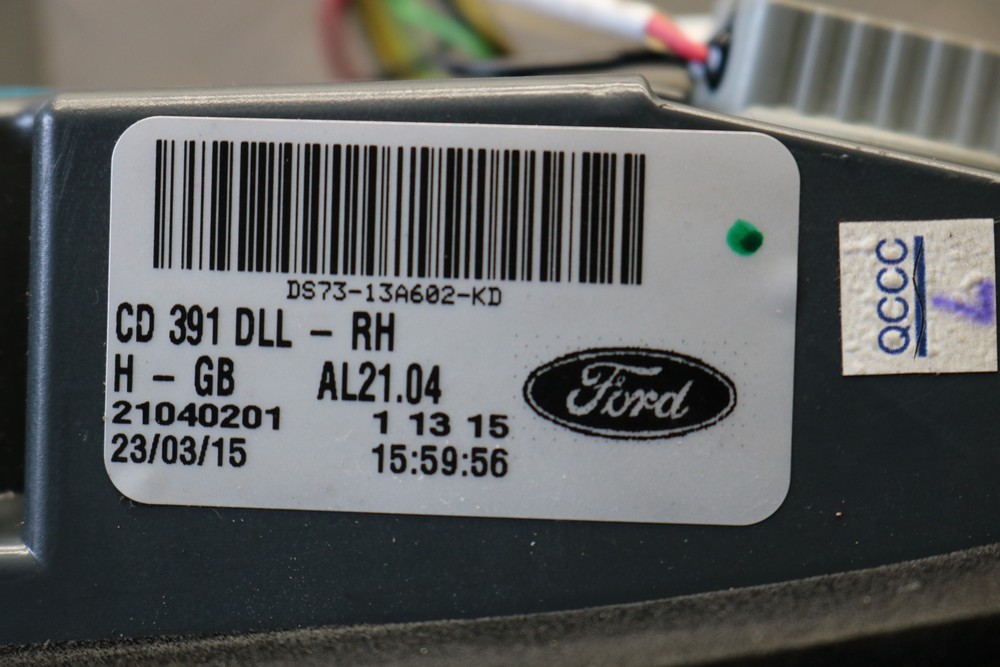 DS73-13A602-KD
CD 391 DLL - RH
H - GB AL21.04
21040201 1 13 15
23/03/15 15:59:56
Ford
QCCC